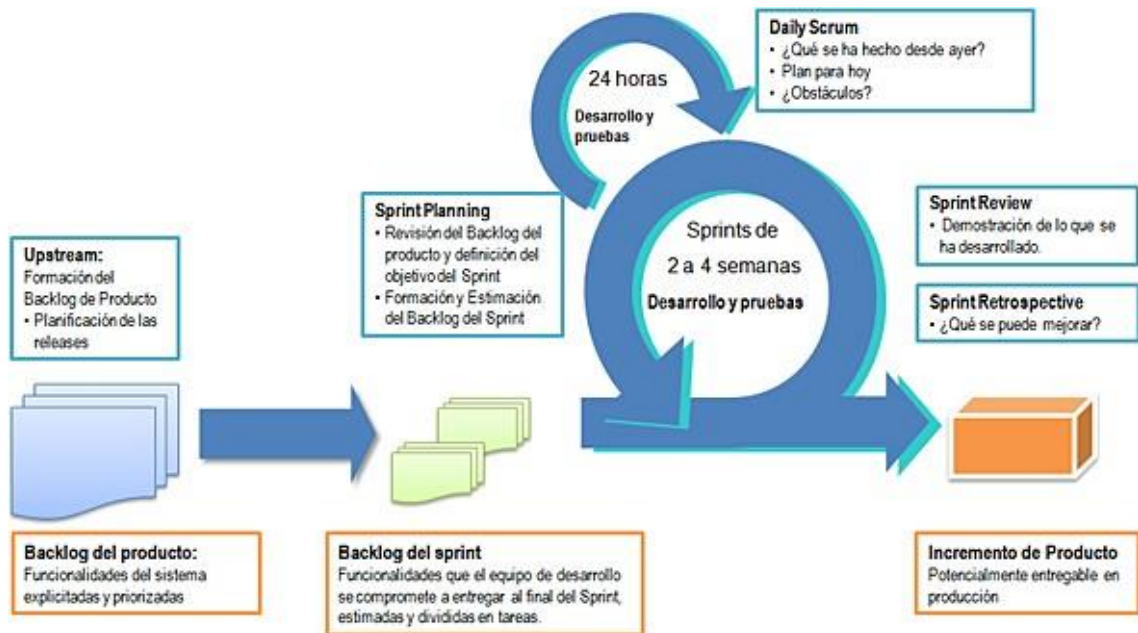 Daily Scrum
• ¿Qué se ha hecho desde ayer?
• Plan para hoy
• ¿Obstáculos?
24 horas
Desarrollo y
pruebas
Sprint Planning
• Revisión del Backlog del
producto y definición del
objetivo del Sprint
• Formación y Estimación
del Backlog del Sprint
Sprints de
2 a 4 semanas
Desarrollo y pruebas
Sprint Review
• Demostración de lo que se
ha desarrollado.
Sprint Retrospective
• ¿Qué se puede mejorar?
Upstream:
Formación del
Backlog de Producto
• Planificación de las
releases
Backlog del producto:
Funcionalidades del sistema
explicitadas y priorizadas
Backlog del sprint
Funcionalidades que el equipo de desarrollo
se compromete a entregar al final del Sprint,
estimadas y divididas en tareas.
Incremento de Producto
Potencialmente entregable en
producción